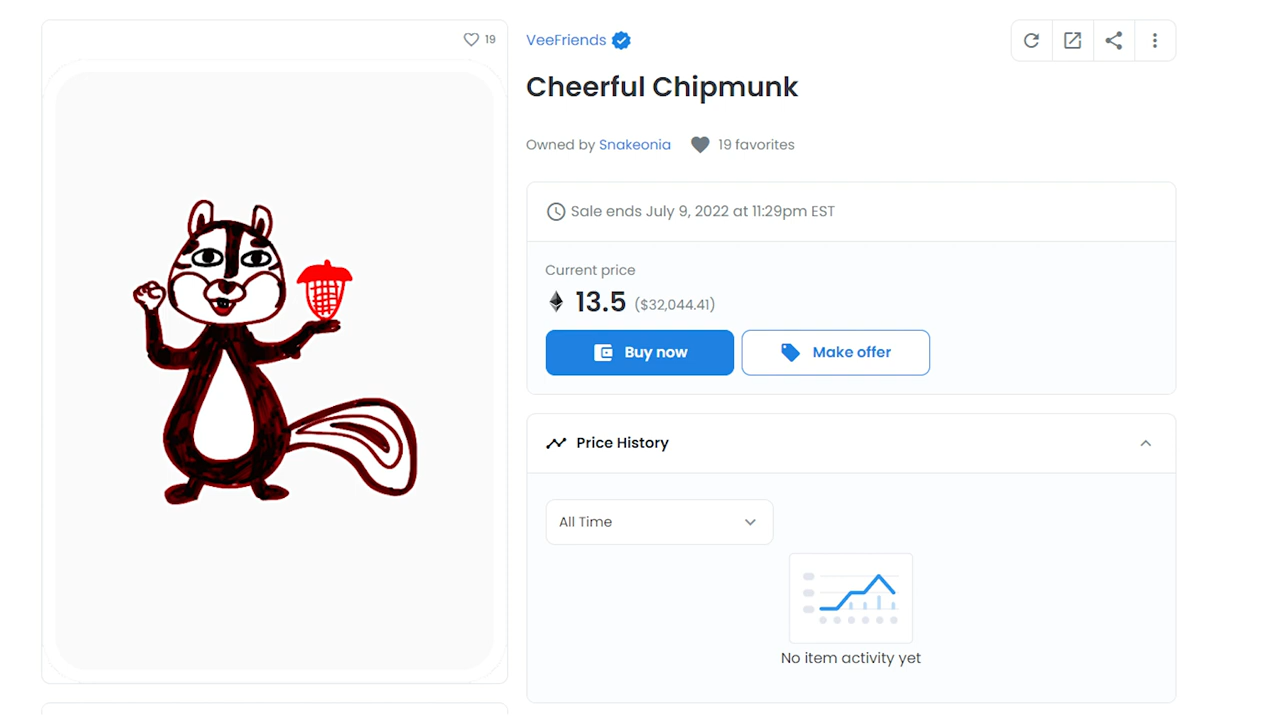 19
VeeFriends
Cheerful Chipmunk
Owned by Snakeonia 19 favorites
Sale ends July 9, 2022 at 11:29pm EST
Current price
13.5 ($32,044.41)
Buy now Make offer
Price History
All Time
No item activity yet